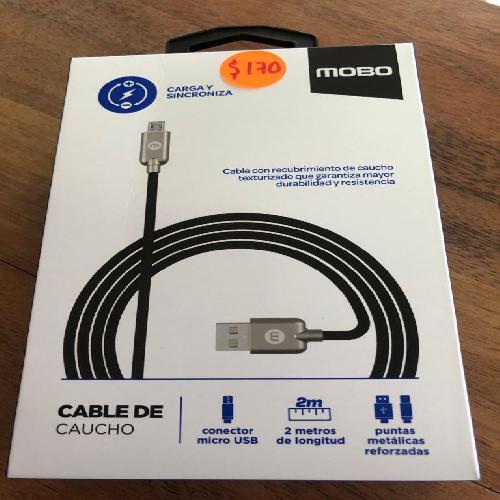 $170
MOBO
CARGA Y
SINCRONIZA
m
Cable con recubrimiento de caucho
texturizado que garantiza mayor
durabilidad y resistencia
m
CABLE DE
CAUCHO
conector
micro USB
2m
2 metros
de longitud
puntas
metálicas
reforzadas